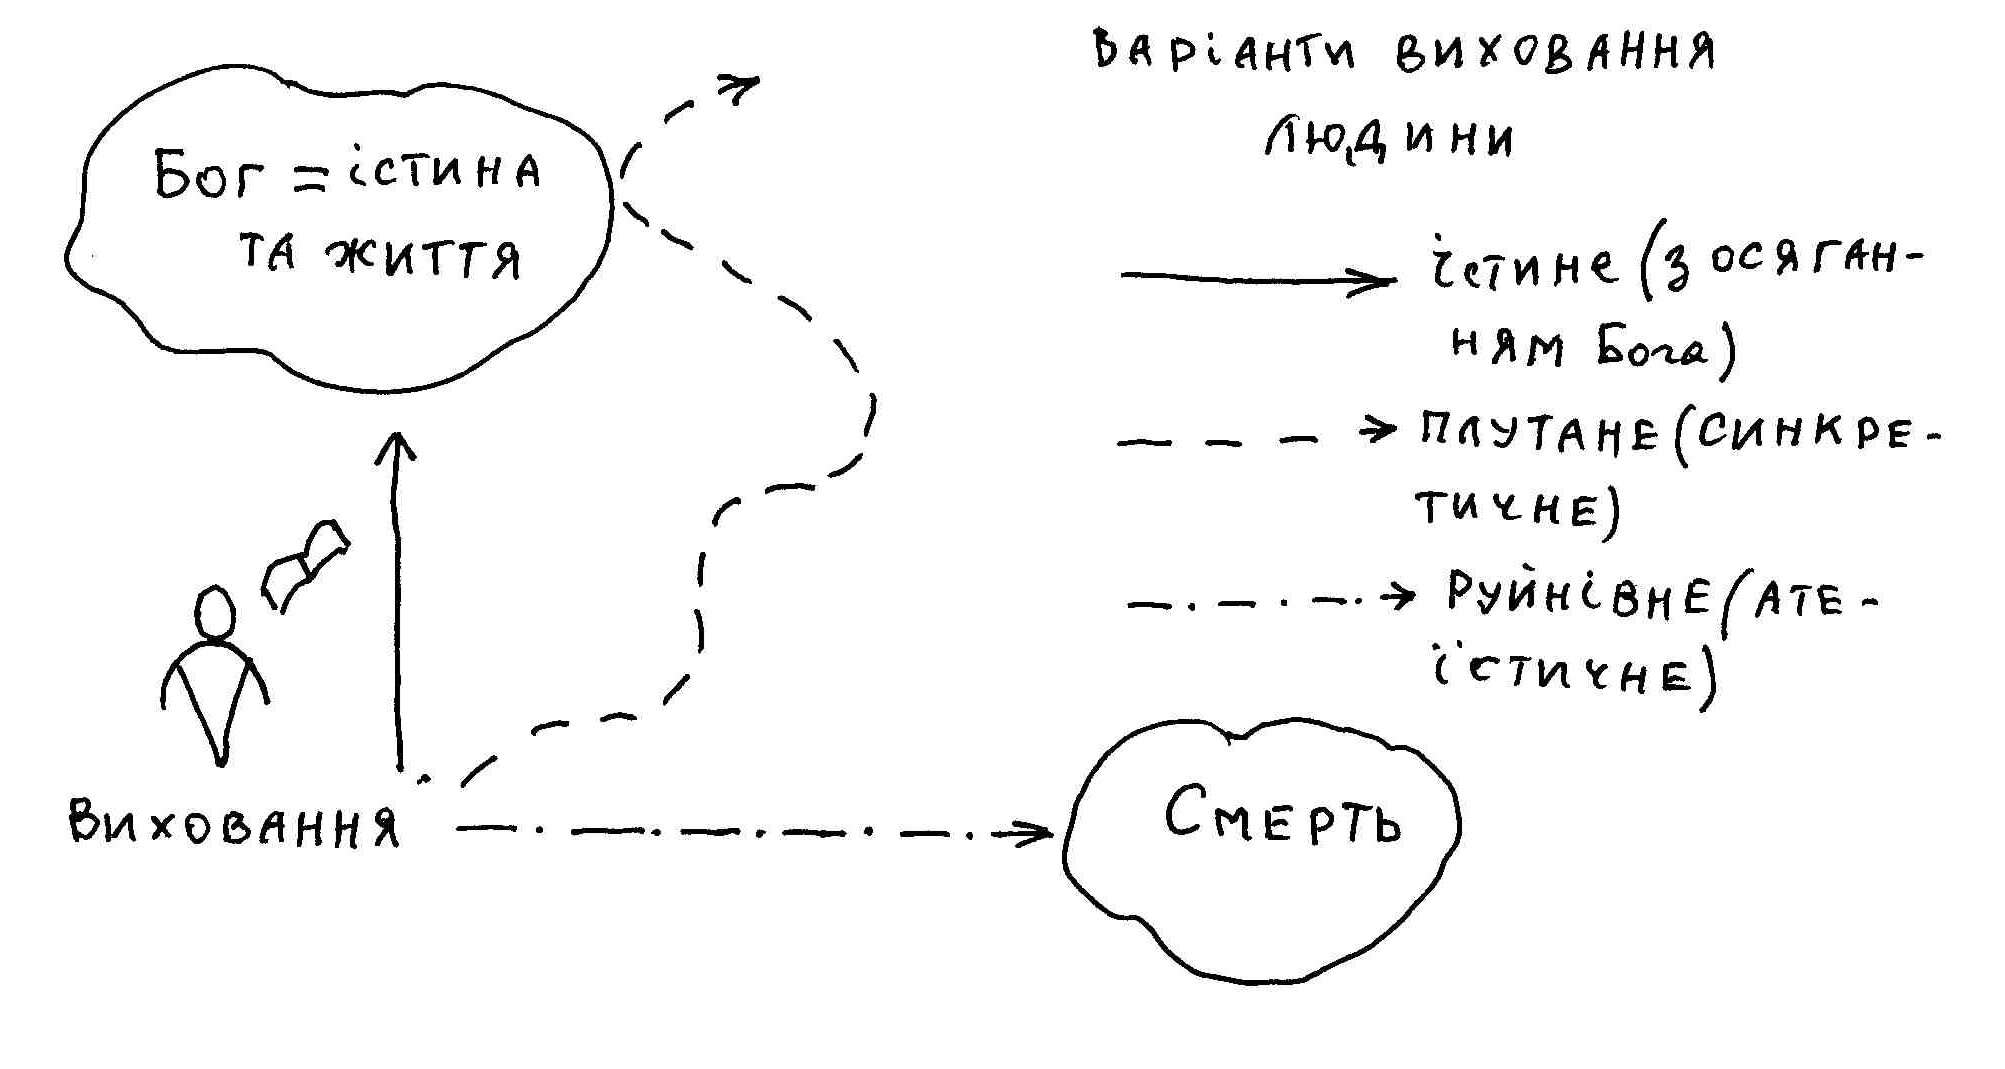 Бог = істина
та життя
Виховання
Варіанти виховання
людини
істине (з осяган-
ням Бога)
плутане (синкре-
тичне)
руйнівне (ате-
їстичне)
Смерть